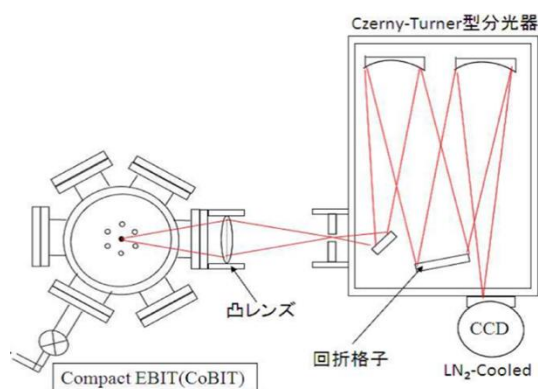 Czerny-Turner型分光器
凸レンズ
回折格子
CCD
LN₂-Cooled
Compact EBIT(CoBIT)